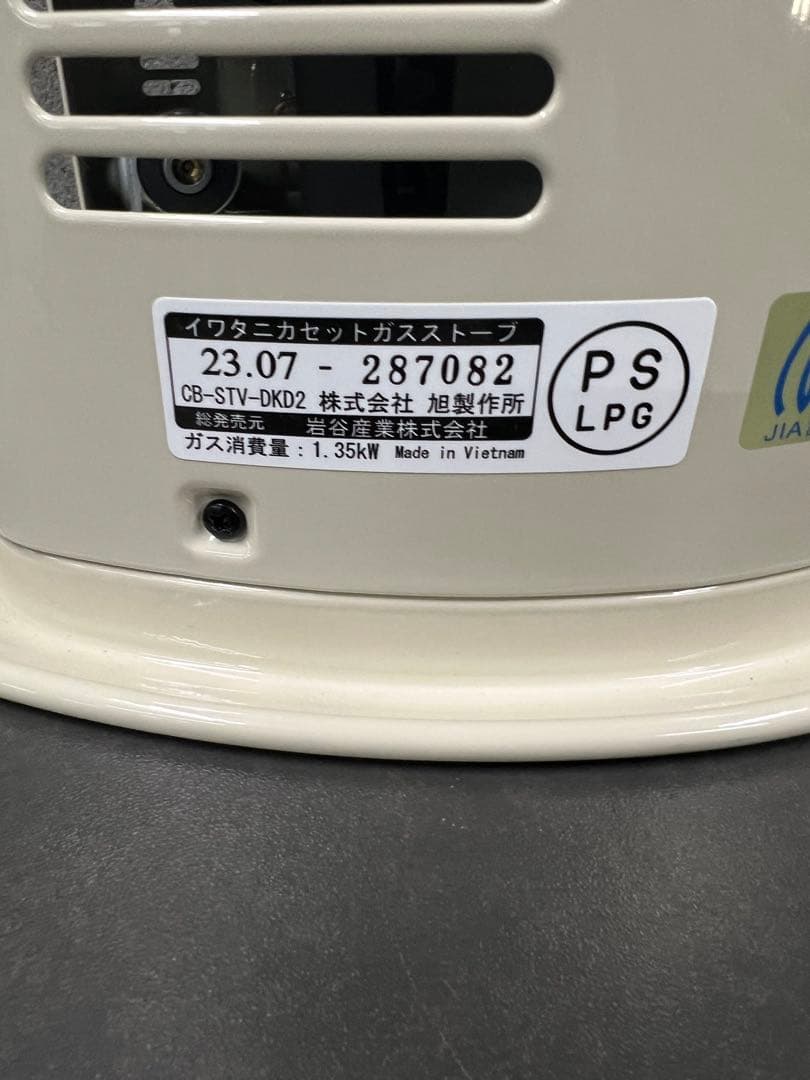 イワタニカセットガスストーブ
23.07 - 287082
CB-STV-DKD2 株式会社 旭製作所
総発売元 岩谷産業株式会社
ガス消費量：1.35kW Made in Vietnam
PS
LPG